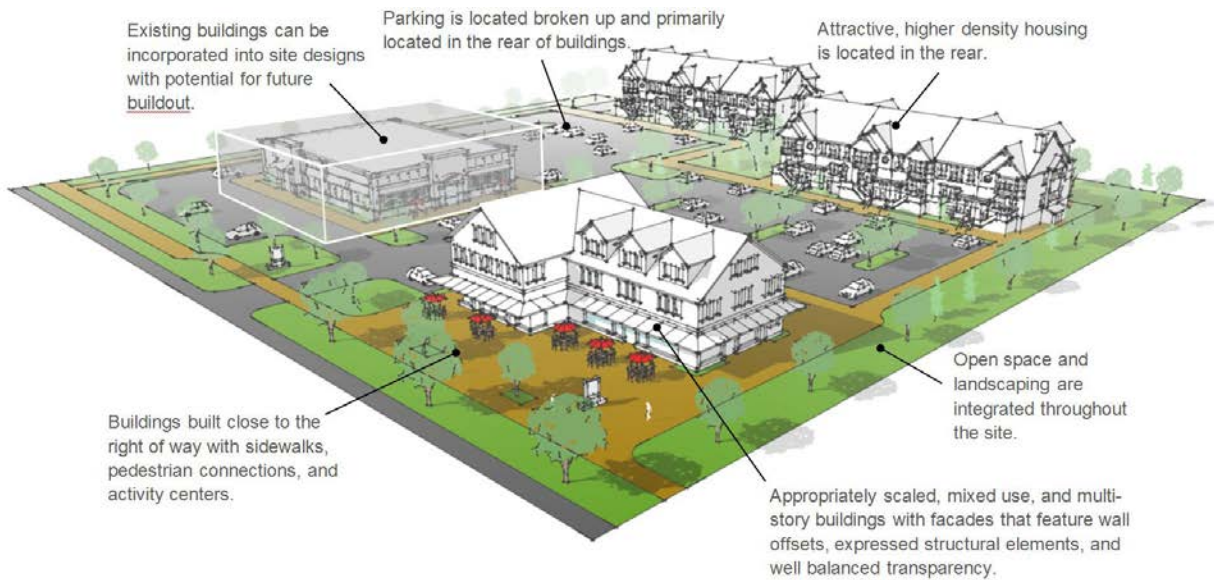 Existing buildings can be
incorporated into site designs
with potential for future
buildout.
Parking is located broken up and primarily
located in the rear of buildings.
Attractive, higher density housing
is located in the rear.
Open space and
landscaping are
integrated throughout
the site.
Buildings built close to the
right of way with sidewalks,
pedestrian connections, and
activity centers.
Appropriately scaled, mixed use, and multi-
story buildings with facades that feature wall
offsets, expressed structural elements, and
well balanced transparency.